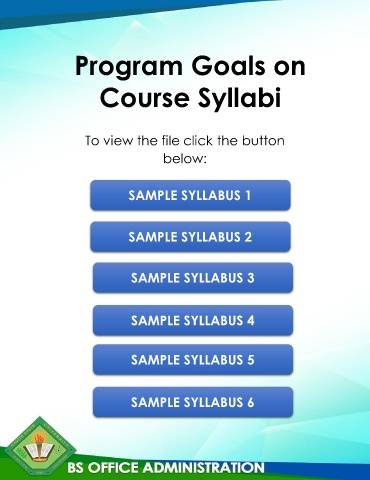 Program Goals on
Course Syllabi
To view the file click the button
below:
SAMPLE SYLLABUS 1
SAMPLE SYLLABUS 2
SAMPLE SYLLABUS 3
SAMPLE SYLLABUS 4
SAMPLE SYLLABUS 5
SAMPLE SYLLABUS 6
BS OFFICE ADMINISTRATION